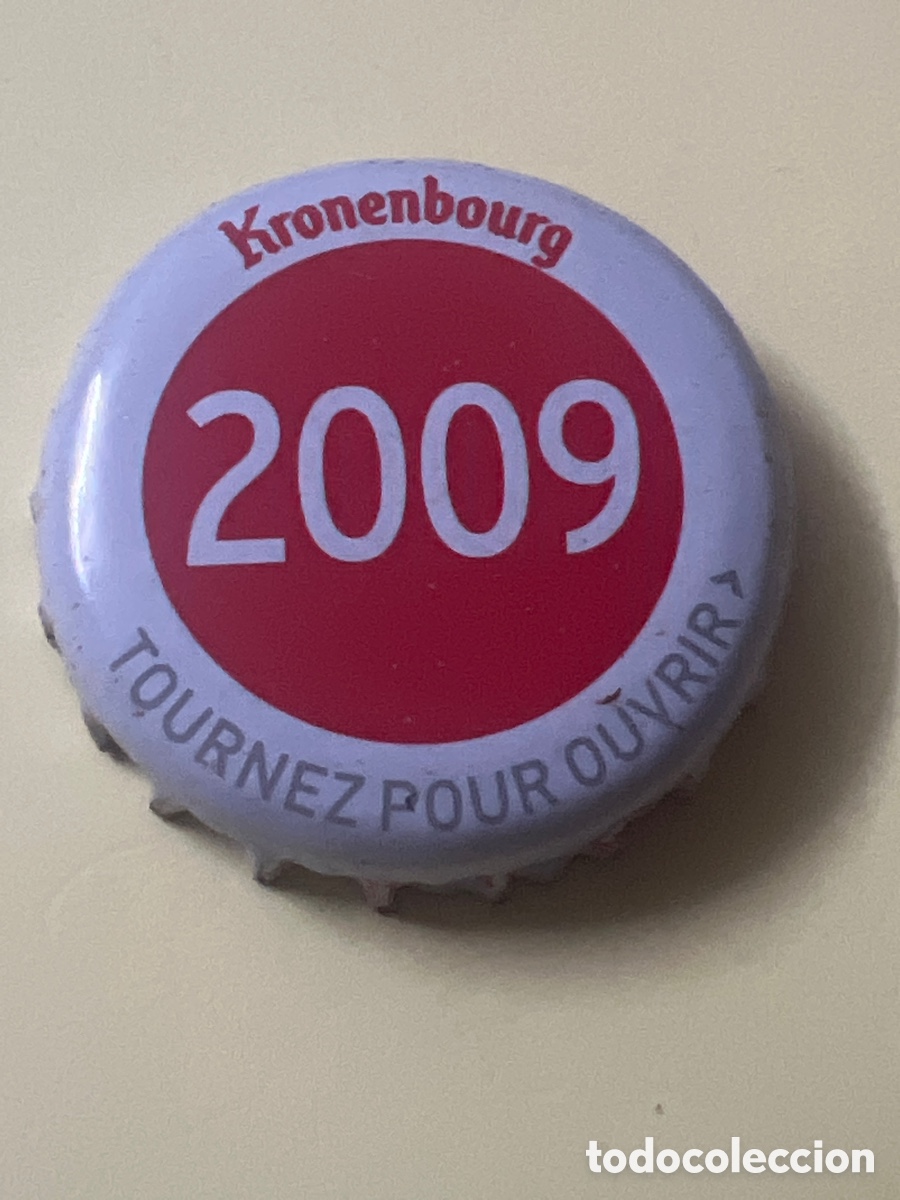 Kronenbourg
2009
TOURNEZ POUR OUVRIR >
todocoleccion